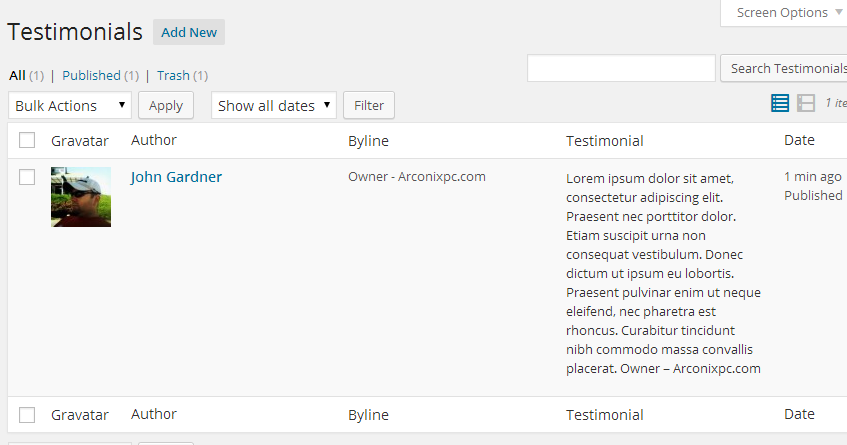 Screen Options
Testimonials Add New
All (1) | Published (1) | Trash (1)
Search Testimonials
Bulk Actions Apply Show all dates Filter
Gravatar Author Byline Testimonial Date
John Gardner Owner - Arconixpc.com Lorem ipsum dolor sit amet, 1 min ago
consectetur adipiscing elit. Published
Praesent nec porttitor dolor.
Etiam suscipit urna non
consequat vestibulum. Donec
dictum ut ipsum eu lobortis.
Praesent pulvinar enim ut neque
eleifend, nec pharetra est
rhoncus. Curabitur tincidunt
nibh commodo massa convallis
placerat. Owner – Arconixpc.com
Gravatar Author Byline Testimonial Date